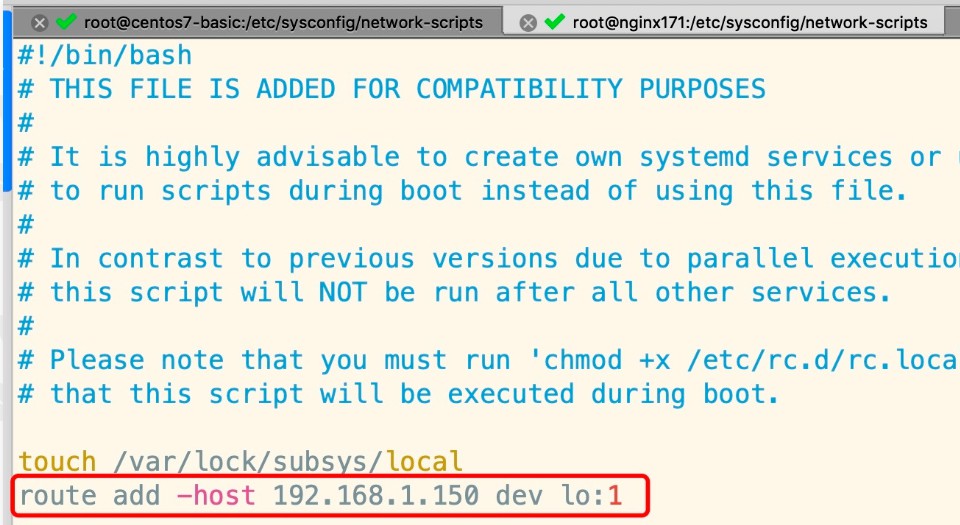 root@centos7-basic:/etc/sysconfig/network-scripts
root@nginx171:/etc/sysconfig/network-scripts
#!/bin/bash
# THIS FILE IS ADDED FOR COMPATIBILITY PURPOSES
#
# It is highly advisable to create own systemd services or
# to run scripts during boot instead of using this file.
#
# In contrast to previous versions due to parallel execution
# this script will NOT be run after all other services.
#
# Please note that you must run 'chmod +x /etc/rc.d/rc.loca
# that this script will be executed during boot.
touch /var/lock/subsys/local
route add -host 192.168.1.150 dev lo:1